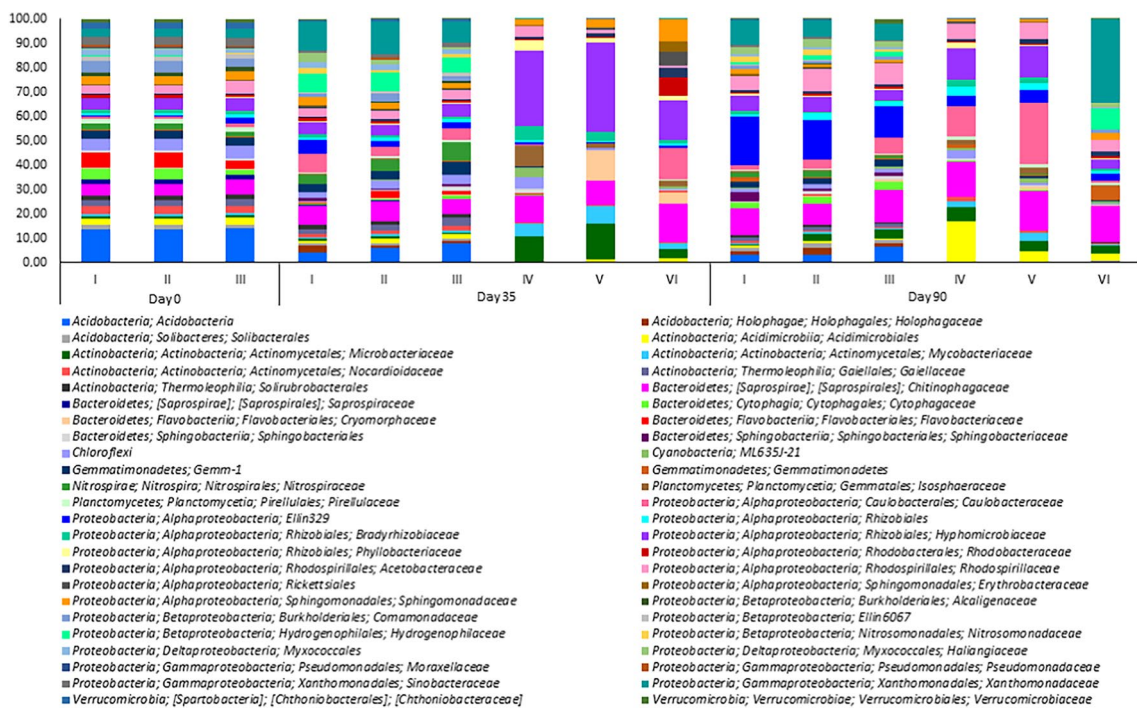 100.00
90.00
80.00
70.00
60.00
50.00
40.00
30.00
20.00
10.00
0.00
I II III I II III IV V VI I II III IV V VI
Day 0 Day 35 Day 90
Acidobacteria; Acidobacteria
Acidobacteria; Holophagae; Holophagales; Holophagaceae
Acidobacteria; Solibacteres; Solibacterales
Actinobacteria; Acidimicrobiia; Acidimicrobiales
Actinobacteria; Actinobacteria; Actinomycetales; Microbacteriaceae
Actinobacteria; Actinobacteria; Actinomycetales; Mycobacteriaceae
Actinobacteria; Actinobacteria; Actinomycetales; Nocardioidaceae
Actinobacteria; Thermoleophilia; Gaiellales; Gaiellaceae
Actinobacteria; Thermoleophilia; Solirubrobacterales
Bacteroidetes; [Saprospirae]; [Saprospirales]; Chitinophagaceae
Bacteroidetes; [Saprospirae]; [Saprospirales]; Saprospiraceae
Bacteroidetes; Cytophagia; Cytophagales; Cytophagaceae
Bacteroidetes; Flavobacteriia; Flavobacteriales; Cryomorphaceae
Bacteroidetes; Flavobacteriia; Flavobacteriales; Flavobacteriaceae
Bacteroidetes; Sphingobacteriia; Sphingobacteriales
Bacteroidetes; Sphingobacteriia; Sphingobacteriales; Sphingobacteriaceae
Chloroflexi
Cyanobacteria; ML635J-21
Gemmatimonadetes; Gemm-1
Gemmatimonadetes; Gemmatimonadetes
Nitrospirae; Nitrospira; Nitrospirales; Nitrospiraceae
Planctomycetes; Planctomycetia; Gemmatales; Isosphaeraceae
Planctomycetes; Planctomycetia; Pirellulales; Pirellulaceae
Proteobacteria; Alphaproteobacteria; Caulobacterales; Caulobacteraceae
Proteobacteria; Alphaproteobacteria; Ellin329
Proteobacteria; Alphaproteobacteria; Rhizobiales
Proteobacteria; Alphaproteobacteria; Rhizobiales; Bradyrhizobiaceae
Proteobacteria; Alphaproteobacteria; Rhizobiales; Hyphomicrobiaceae
Proteobacteria; Alphaproteobacteria; Rhizobiales; Phyllobacteriaceae
Proteobacteria; Alphaproteobacteria; Rhodobacterales; Rhodobacteraceae
Proteobacteria; Alphaproteobacteria; Rhodospirillales; Acetobacteraceae
Proteobacteria; Alphaproteobacteria; Rhodospirillales; Rhodospirillaceae
Proteobacteria; Alphaproteobacteria; Rickettsiales
Proteobacteria; Alphaproteobacteria; Sphingomonadales; Erythrobacteraceae
Proteobacteria; Alphaproteobacteria; Sphingomonadales; Sphingomonadaceae
Proteobacteria; Betaproteobacteria; Burkholderiales; Alcaligenaceae
Proteobacteria; Betaproteobacteria; Burkholderiales; Comamonadaceae
Proteobacteria; Betaproteobacteria; Ellin6067
Proteobacteria; Betaproteobacteria; Hydrogenophilales; Hydrogenophilaceae
Proteobacteria; Betaproteobacteria; Nitrosomonadales; Nitrosomonadaceae
Proteobacteria; Deltaproteobacteria; Myxococcales
Proteobacteria; Deltaproteobacteria; Myxococcales; Haliangiaceae
Proteobacteria; Gammaproteobacteria; Pseudomonadales; Moraxellaceae
Proteobacteria; Gammaproteobacteria; Pseudomonadales; Pseudomonadaceae
Proteobacteria; Gammaproteobacteria; Xanthomonadales; Sinobacteraceae
Proteobacteria; Gammaproteobacteria; Xanthomonadales; Xanthomonadaceae
Verrucomicrobia; [Spartobacteria]; [Chthoniobacterales]; [Chthoniobacteraceae]
Verrucomicrobia; Verrucomicrobiae; Verrucomicrobiales; Verrucomicrobiaceae